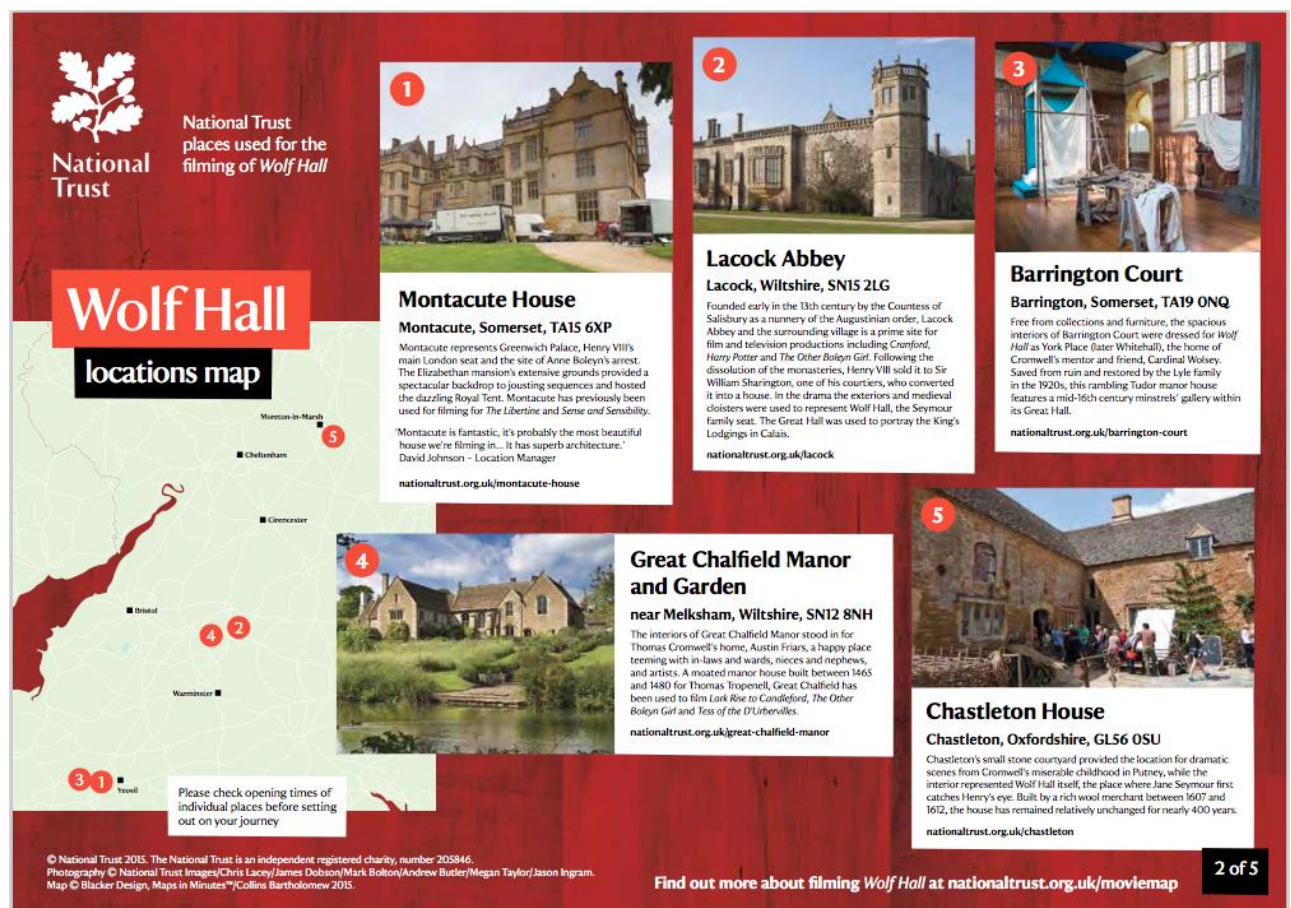 National
Trust
National Trust
places used for the
filming of Wolf Hall
Wolf Hall
locations map
Moreton-in-Marsh
5
Cheltenham
Cirencester
Bristol
4
2
Warminster
3
1
Yeovil
Please check opening times of
individual places before setting
out on your journey
1
Montacute House
Montacute, Somerset, TA15 6XP
Montacute represents Greenwich Palace, Henry VIII's
main London seat and the site of Anne Boleyn's arrest.
The Elizabethan mansion's extensive grounds provided a
spectacular backdrop to jousting sequences and hosted
the dazzling Royal Tent. Montacute has previously been
used for filming for The Libertine and Sense and Sensibility.
'Montacute is fantastic, it's probably the most beautiful
house we're filming in... It has superb architecture.'
David Johnson – Location Manager
nationaltrust.org.uk/montacute-house
2
Lacock Abbey
Lacock, Wiltshire, SN15 2LG
Founded early in the 13th century by the Countess of
Salisbury as a nunnery of the Augustinian order, Lacock
Abbey and the surrounding village is a prime site for
film and television productions including Cranford,
Harry Potter and The Other Boleyn Girl. Following the
dissolution of the monasteries, Henry VIII sold it to Sir
William Sharington, one of his courtiers, who converted
it into a house. In the drama the exteriors and medieval
cloisters were used to represent Wolf Hall, the Seymour
family seat. The Great Hall was used to portray the King's
Lodgings in Calais.
nationaltrust.org.uk/lacock
3
Barrington Court
Barrington, Somerset, TA19 0NQ
Free from collections and furniture, the spacious
interiors of Barrington Court were dressed for Wolf
Hall as York Place (later Whitehall), the home of
Cromwell's mentor and friend, Cardinal Wolsey.
Saved from ruin and restored by the Lyle family
in the 1920s, this rambling Tudor manor house
features a mid-16th century minstrels' gallery within
its Great Hall.
nationaltrust.org.uk/barrington-court
4
Great Chalfield Manor
and Garden
near Melksham, Wiltshire, SN12 8NH
The interiors of Great Chalfield Manor stood in for
Thomas Cromwell's home, Austin Friars, a happy place
teeming with in-laws and wards, nieces and nephews,
and artists. A moated manor house built between 1465
and 1480 for Thomas Tropenell, Great Chalfield has
been used to film Lark Rise to Candleford, The Other
Boleyn Girl and Tess of the D'Urbervilles.
nationaltrust.org.uk/great-chalfield-manor
5
Chastleton House
Chastleton, Oxfordshire, GL56 0SU
Chastleton's small stone courtyard provided the location for dramatic
scenes from Cromwell's miserable childhood in Putney, while the
interior represented Wolf Hall itself, the place where Jane Seymour first
catches Henry's eye. Built by a rich wool merchant between 1607 and
1612, the house has remained relatively unchanged for nearly 400 years.
nationaltrust.org.uk/chastleton
© National Trust 2015. The National Trust is an independent registered charity, number 205846.
Photography © National Trust Images/Chris Lacey/James Dobson/Mark Bolton/Andrew Butler/Megan Taylor/Jason Ingram.
Map © Blacker Design, Maps in Minutes™/Collins Bartholomew 2015.
Find out more about filming Wolf Hall at nationaltrust.org.uk/moviemap
2 of 5